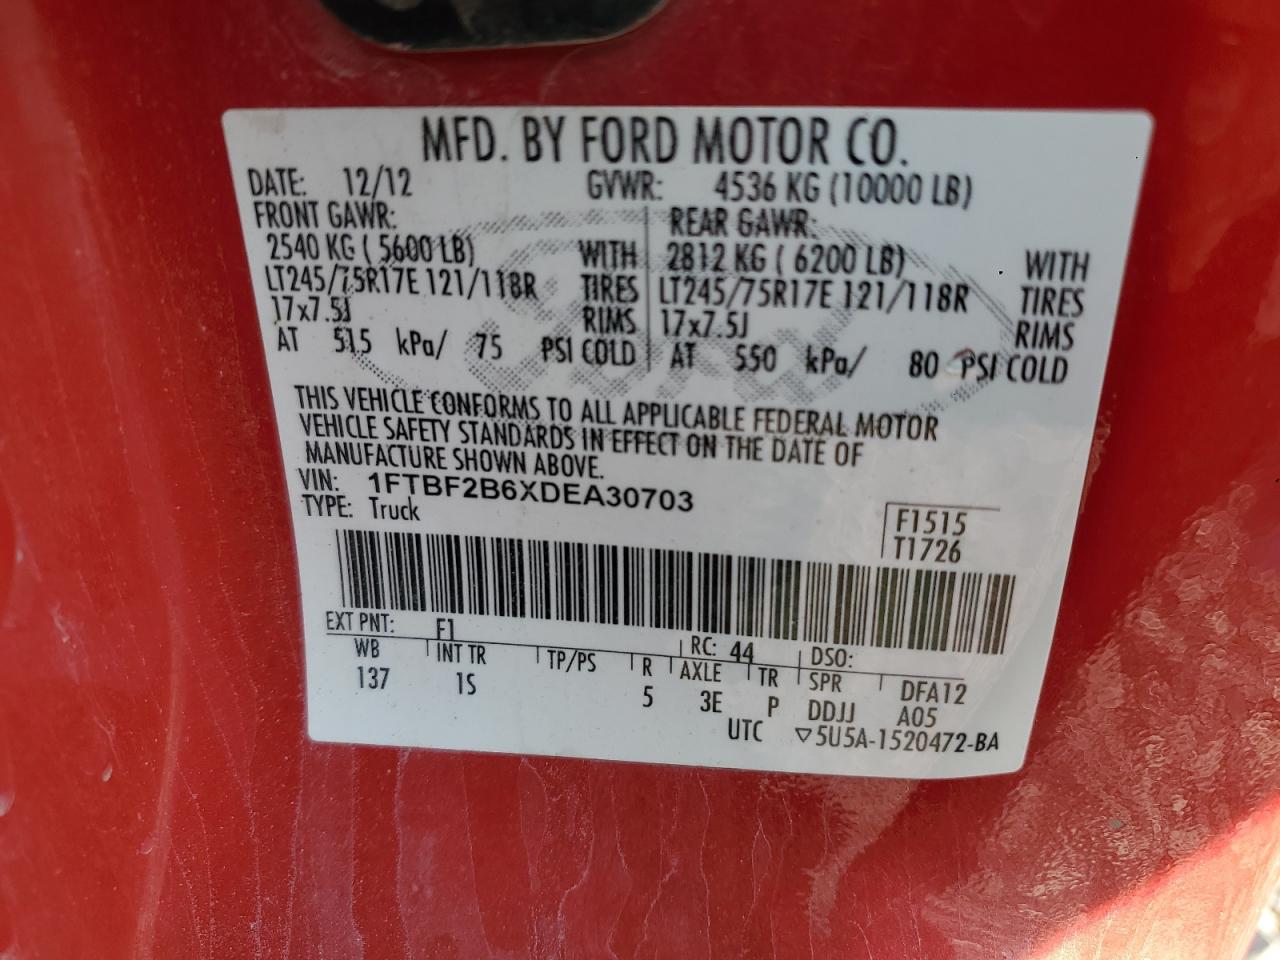 MFD. BY FORD MOTOR CO.
DATE: 12/12 GVWR: 4536 KG (10000 LB)
FRONT GAWR: REAR GAWR:
2540 KG ( 5600 LB) WITH 2812 KG ( 6200 LB) WITH
LT245/75R17E 121/118R TIRES LT245/75R17E 121/118R TIRES
17x7.5J RIMS 17x7.5J RIMS
AT 515 kPa/ 75 PSI COLD AT 550 kPa/ 80 PSI COLD
Ford
THIS VEHICLE CONFORMS TO ALL APPLICABLE FEDERAL MOTOR
VEHICLE SAFETY STANDARDS IN EFFECT ON THE DATE OF
MANUFACTURE SHOWN ABOVE.
VIN: 1FTBF2B6XDEA30703
TYPE: Truck
F1515
T1726
EXT PNT: F1 RC: 44 DSO:
WB INT TR TP/PS R AXLE TR SPR DFA12
137 1S 5 3E P DDJJ A05
UTC ▽5U5A-1520472-BA